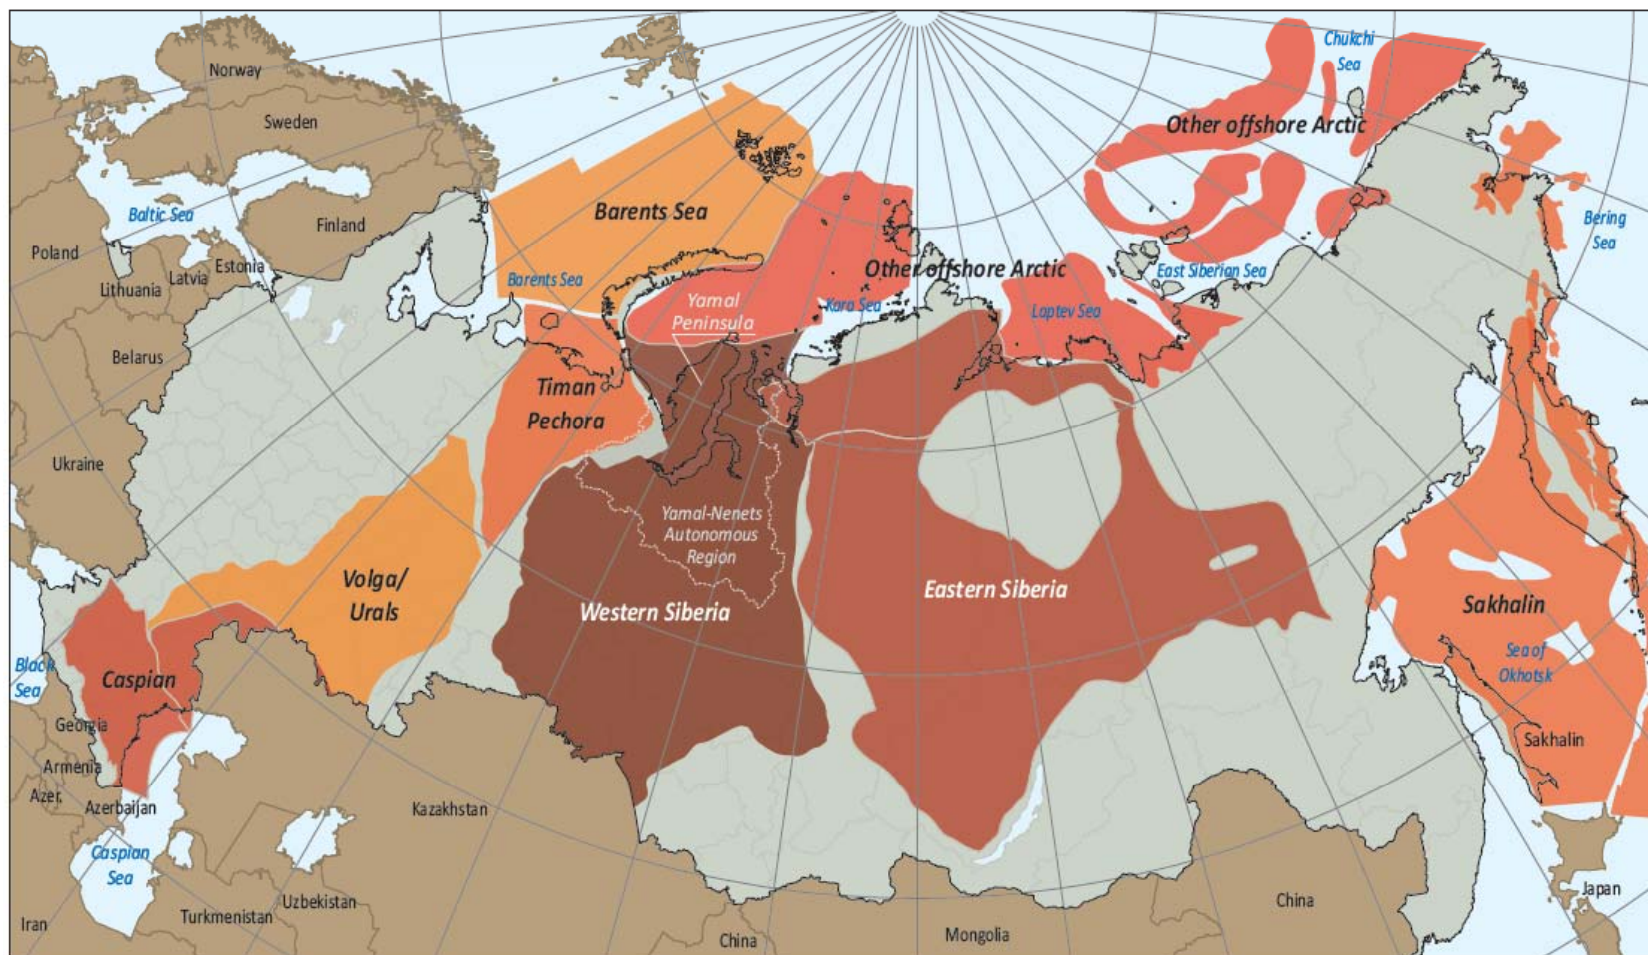 Chukchi
Sea
Norway
Sweden
Other offshore Arctic
Barents Sea
Baltic Sea
Finland
Bering
Sea
Poland
Estonia
Latvia
Lithuania
Barents Sea
Other offshore Arctic
East Siberian Sea
Yamal
Peninsula
Kara Sea
Laptev Sea
Belarus
Timan
Pechora
Ukraine
Yamal-Nenets
Autonomous
Region
Volga/
Urals
Western Siberia
Eastern Siberia
Sakhalin
Black
Sea
Caspian
Sea of
Okhotsk
Georgia
Sakhalin
Armenia
Azer.
Azerbaijan
Kazakhstan
Caspian
Sea
Uzbekistan
Turkmenistan
Iran
China
Mongolia
China
Japan